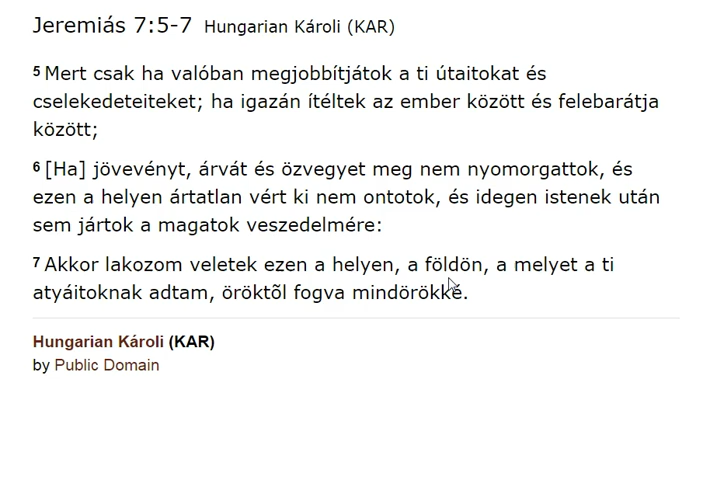 Jeremiás 7:5-7 Hungarian Károli (KAR)
5 Mert csak ha valóban megjobbítjátok a ti útaitokat és
cselekedeteiteket; ha igazán ítéltek az ember között és felebarátja
között;
6 [Ha] jövevényt, árvát és özvegyet meg nem nyomorgattok, és
ezen a helyen ártatlan vért ki nem ontotok, és idegen istenek után
sem jártok a magatok veszedelmére:
7 Akkor lakozom veletek ezen a helyen, a földön, a melyet a ti
atyáitoknak adtam, öröktõl fogva mindörökké.
Hungarian Károli (KAR)
by Public Domain